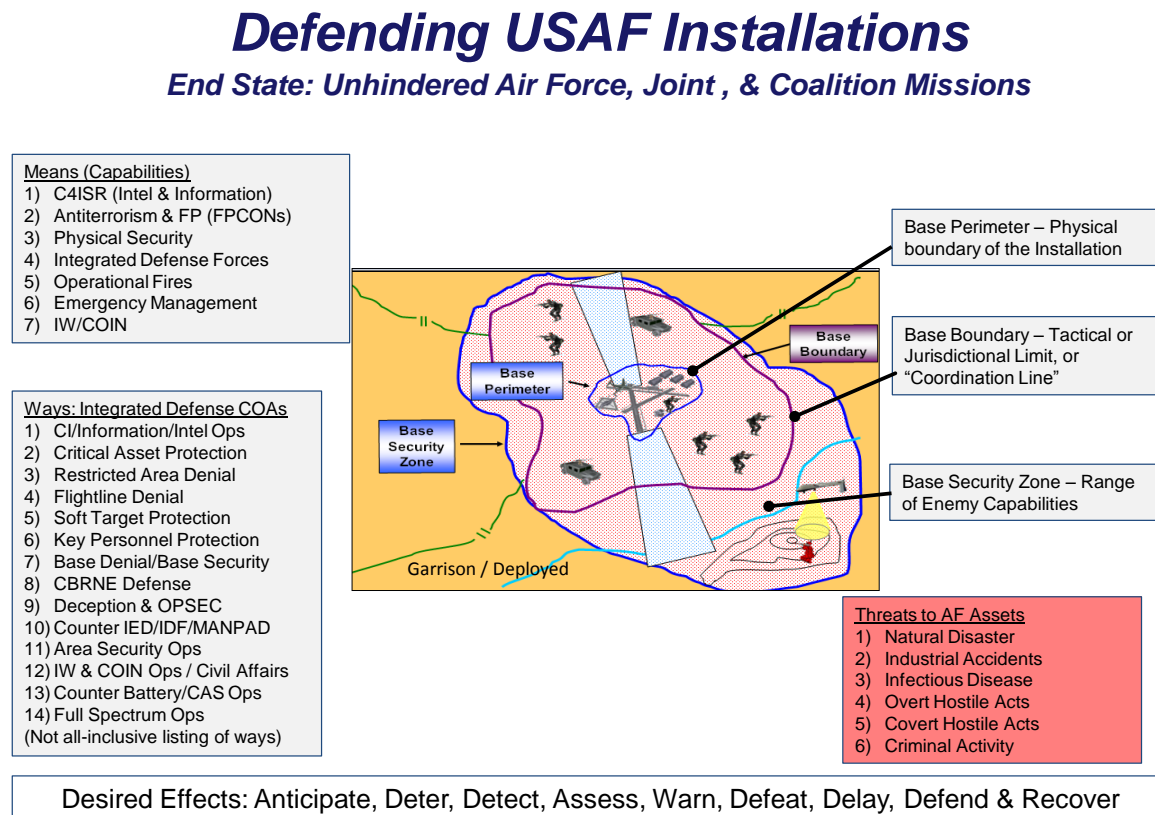 Defending USAF Installations
End State: Unhindered Air Force, Joint , & Coalition Missions
Means (Capabilities)
1) C4ISR (Intel & Information)
2) Antiterrorism & FP (FPCONs)
3) Physical Security
4) Integrated Defense Forces
5) Operational Fires
6) Emergency Management
7) IW/COIN
Ways: Integrated Defense COAs
1) CI/Information/Intel Ops
2) Critical Asset Protection
3) Restricted Area Denial
4) Flightline Denial
5) Soft Target Protection
6) Key Personnel Protection
7) Base Denial/Base Security
8) CBRNE Defense
9) Deception & OPSEC
10) Counter IED/IDF/MANPAD
11) Area Security Ops
12) IW & COIN Ops / Civil Affairs
13) Counter Battery/CAS Ops
14) Full Spectrum Ops
(Not all-inclusive listing of ways)
II
II
II
Base
Boundary
Base
Perimeter
Base
Security
Zone
Garrison / Deployed
Base Perimeter – Physical
boundary of the Installation
Base Boundary – Tactical or
Jurisdictional Limit, or
“Coordination Line”
Base Security Zone – Range
of Enemy Capabilities
Threats to AF Assets
1) Natural Disaster
2) Industrial Accidents
3) Infectious Disease
4) Overt Hostile Acts
5) Covert Hostile Acts
6) Criminal Activity
Desired Effects: Anticipate, Deter, Detect, Assess, Warn, Defeat, Delay, Defend & Recover